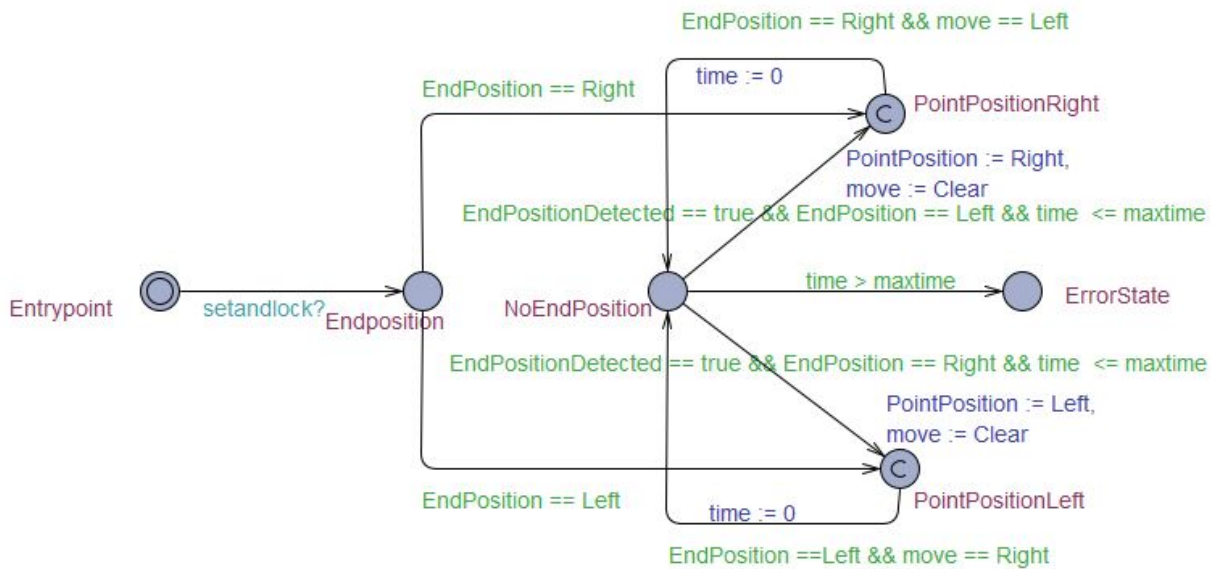 EndPosition == Right && move == Left
time := 0
EndPosition == Right
C
PointPositionRight
PointPosition := Right,
move := Clear
EndPositionDetected == true && EndPosition == Left && time <= maxtime
Entrypoint
setandlock?
Endposition
NoEndPosition
time > maxtime
ErrorState
EndPositionDetected == true && EndPosition == Right && time <= maxtime
PointPosition := Left,
move := Clear
C
EndPosition == Left
time := 0
PointPositionLeft
EndPosition ==Left && move == Right